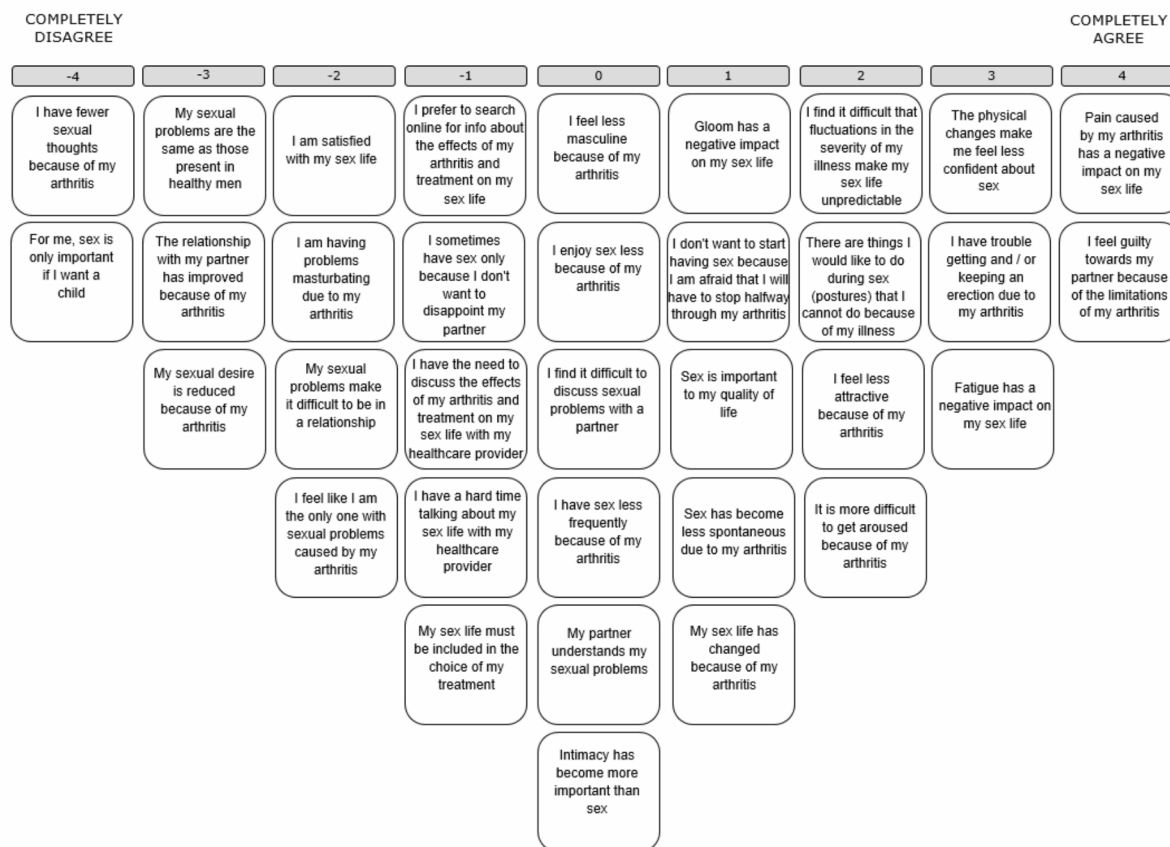 COMPLETELY
DISAGREE
COMPLETELY
AGREE
-4
-3
-2
-1
0
1
2
3
4
I have fewer
sexual
thoughts
because of my
arthritis
My sexual
problems are the
same as those
present in
healthy men
I am satisfied
with my sex life
I prefer to search
online for info about
the effects of my
arthritis and
treatment on my
sex life
I feel less
masculine
because of my
arthritis
Gloom has a
negative impact
on my sex life
I find it difficult that
fluctuations in the
severity of my
illness make my
sex life
unpredictable
The physical
changes make
me feel less
confident about
sex
Pain caused
by my arthritis
has a negative
impact on my
sex life
For me, sex is
only important
if I want a
child
The relationship
with my partner
has improved
because of my
arthritis
I am having
problems
masturbating
due to my
arthritis
I sometimes
have sex only
because I don't
want to
disappoint my
partner
I enjoy sex less
because of my
arthritis
I don't want to start
having sex because
I am afraid that I will
have to stop halfway
through my arthritis
There are things I
would like to do
during sex
(postures) that I
cannot do because
of my illness
I have trouble
getting and / or
keeping an
erection due to
my arthritis
I feel guilty
towards my
partner because
of the limitations
of my arthritis
My sexual desire
is reduced
because of my
arthritis
My sexual
problems make
it difficult to be in
a relationship
I have the need to
discuss the effects
of my arthritis and
treatment on my
sex life with my
healthcare provider
I find it difficult to
discuss sexual
problems with a
partner
Sex is important
to my quality of
life
I feel less
attractive
because of my
arthritis
Fatigue has a
negative impact on
my sex life
I feel like I am
the only one with
sexual problems
caused by my
arthritis
I have a hard time
talking about my
sex life with my
healthcare
provider
I have sex less
frequently
because of my
arthritis
Sex has become
less spontaneous
due to my arthritis
It is more difficult
to get aroused
because of my
arthritis
My sex life must
be included in the
choice of my
treatment
My partner
understands my
sexual problems
My sex life has
changed
because of my
arthritis
Intimacy has
become more
important than
sex